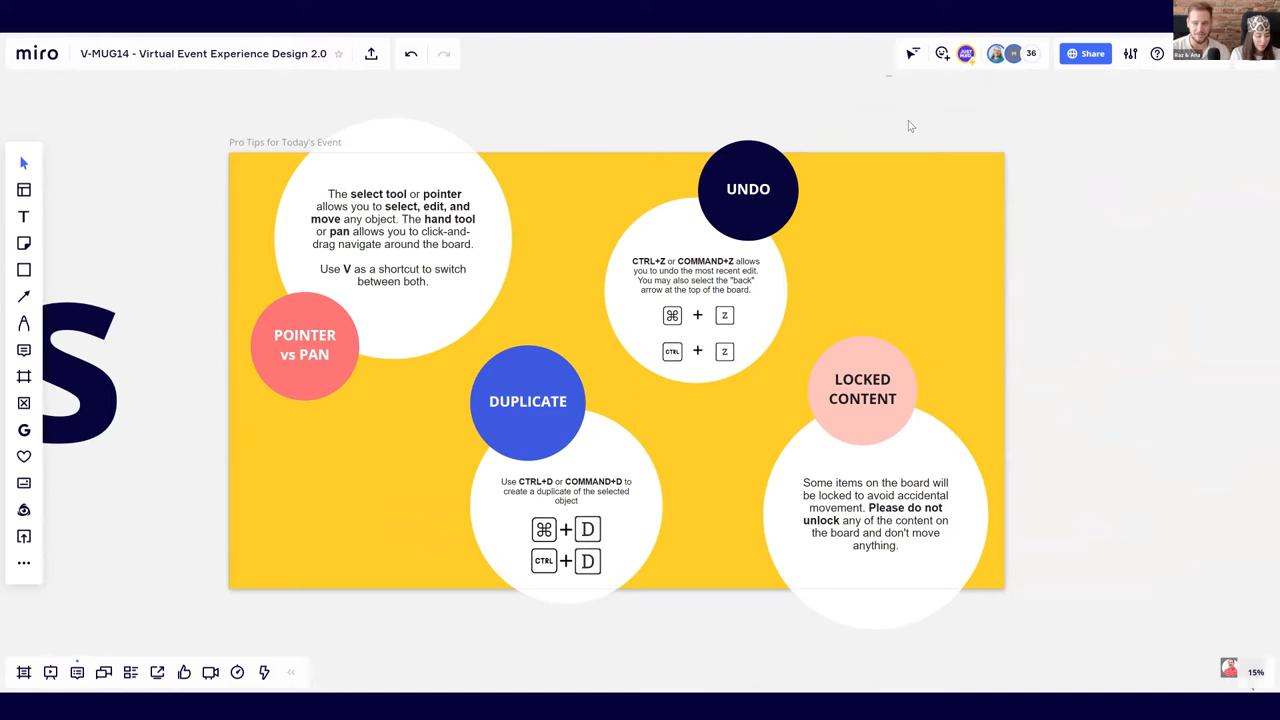 miro
V-MUG14 - Virtual Event Experience Design 2.0
36
Share
Raz & Ana
Pro Tips for Today's Event
The select tool or pointer
allows you to select, edit, and
move any object. The hand tool
or pan allows you to click-and-
drag navigate around the board.
Use V as a shortcut to switch
between both.
POINTER
vs PAN
UNDO
CTRL+Z or COMMAND+Z allows
you to undo the most recent edit.
You may also select the "back"
arrow at the top of the board.
⌘ + Z
CTRL + Z
DUPLICATE
Use CTRL+D or COMMAND+D to
create a duplicate of the selected
object
⌘ + D
CTRL + D
LOCKED
CONTENT
Some items on the board will
be locked to avoid accidental
movement. Please do not
unlock any of the content on
the board and don't move
anything.
S
15%